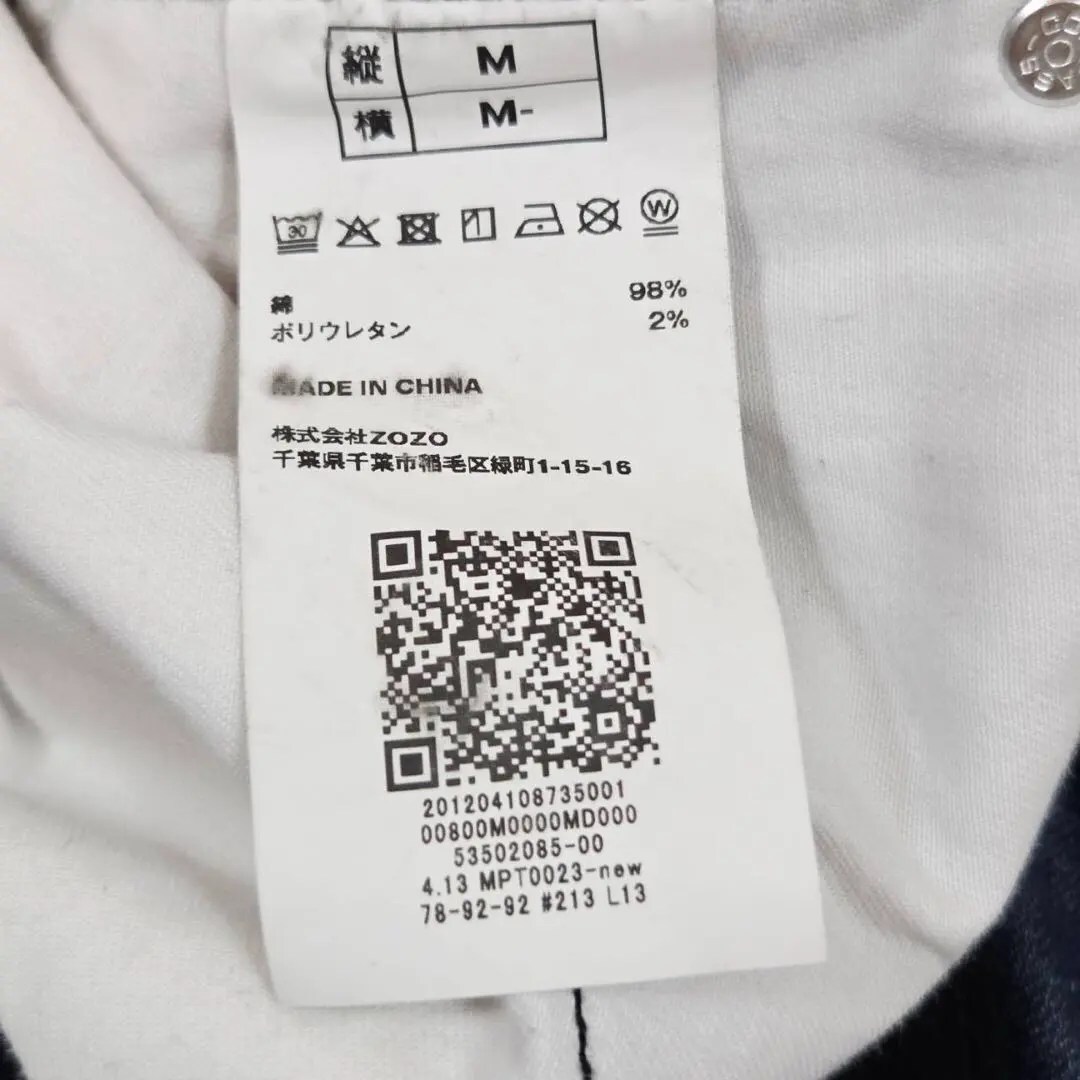 縦 M
横 M-
30 W
綿 98%
ポリウレタン 2%
MADE IN CHINA
株式会社ZOZO
千葉県千葉市稲毛区緑町1-15-16
201204108735001
00800M0000MD000
53502085-00
4.13 MPT0023-new
78-92-92 #213 L13